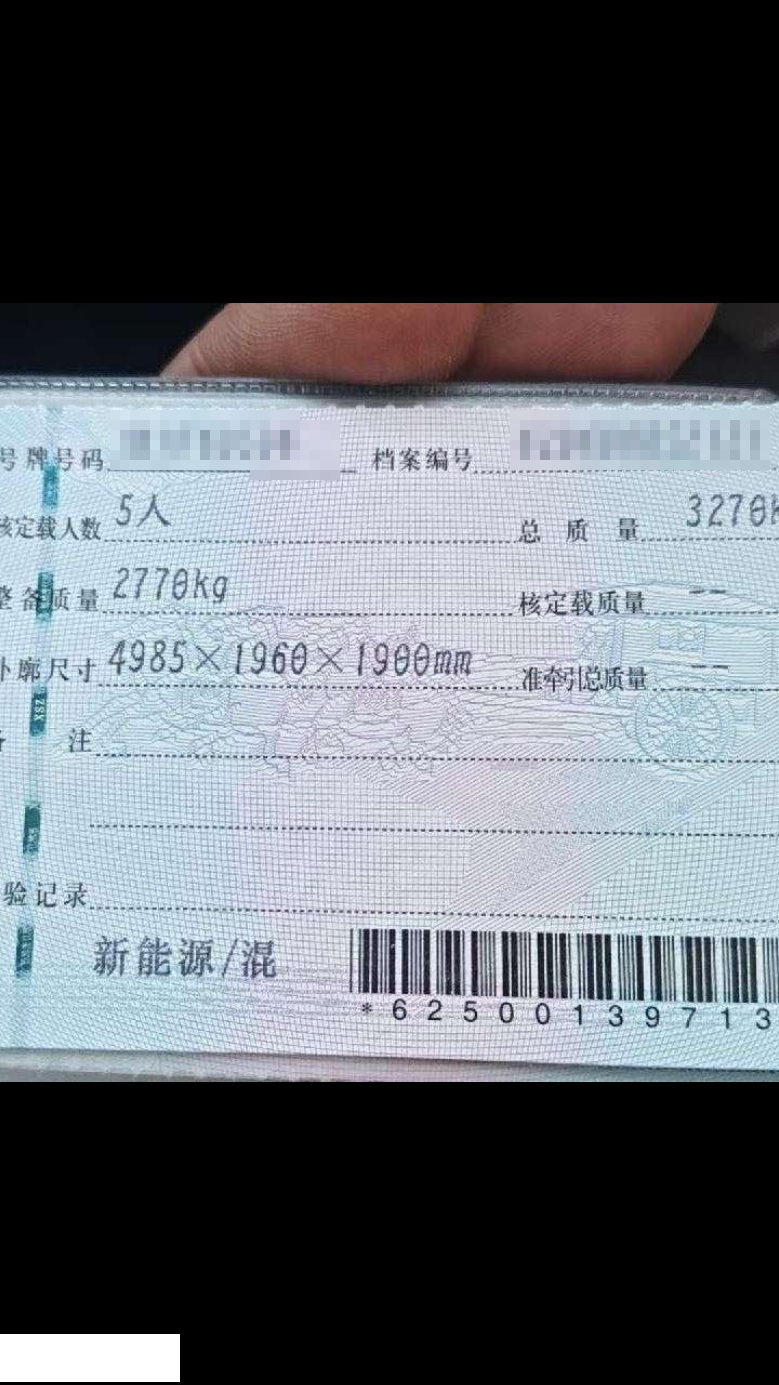 号牌号码 档案编号
核定载人数 5人 总质量 3270k
整备质量 2770kg 核定载质量 --
外廓尺寸 4985×1960×1900mm 准牵引总质量 --
注
验记录
新能源/混
*62500139713
XSZ